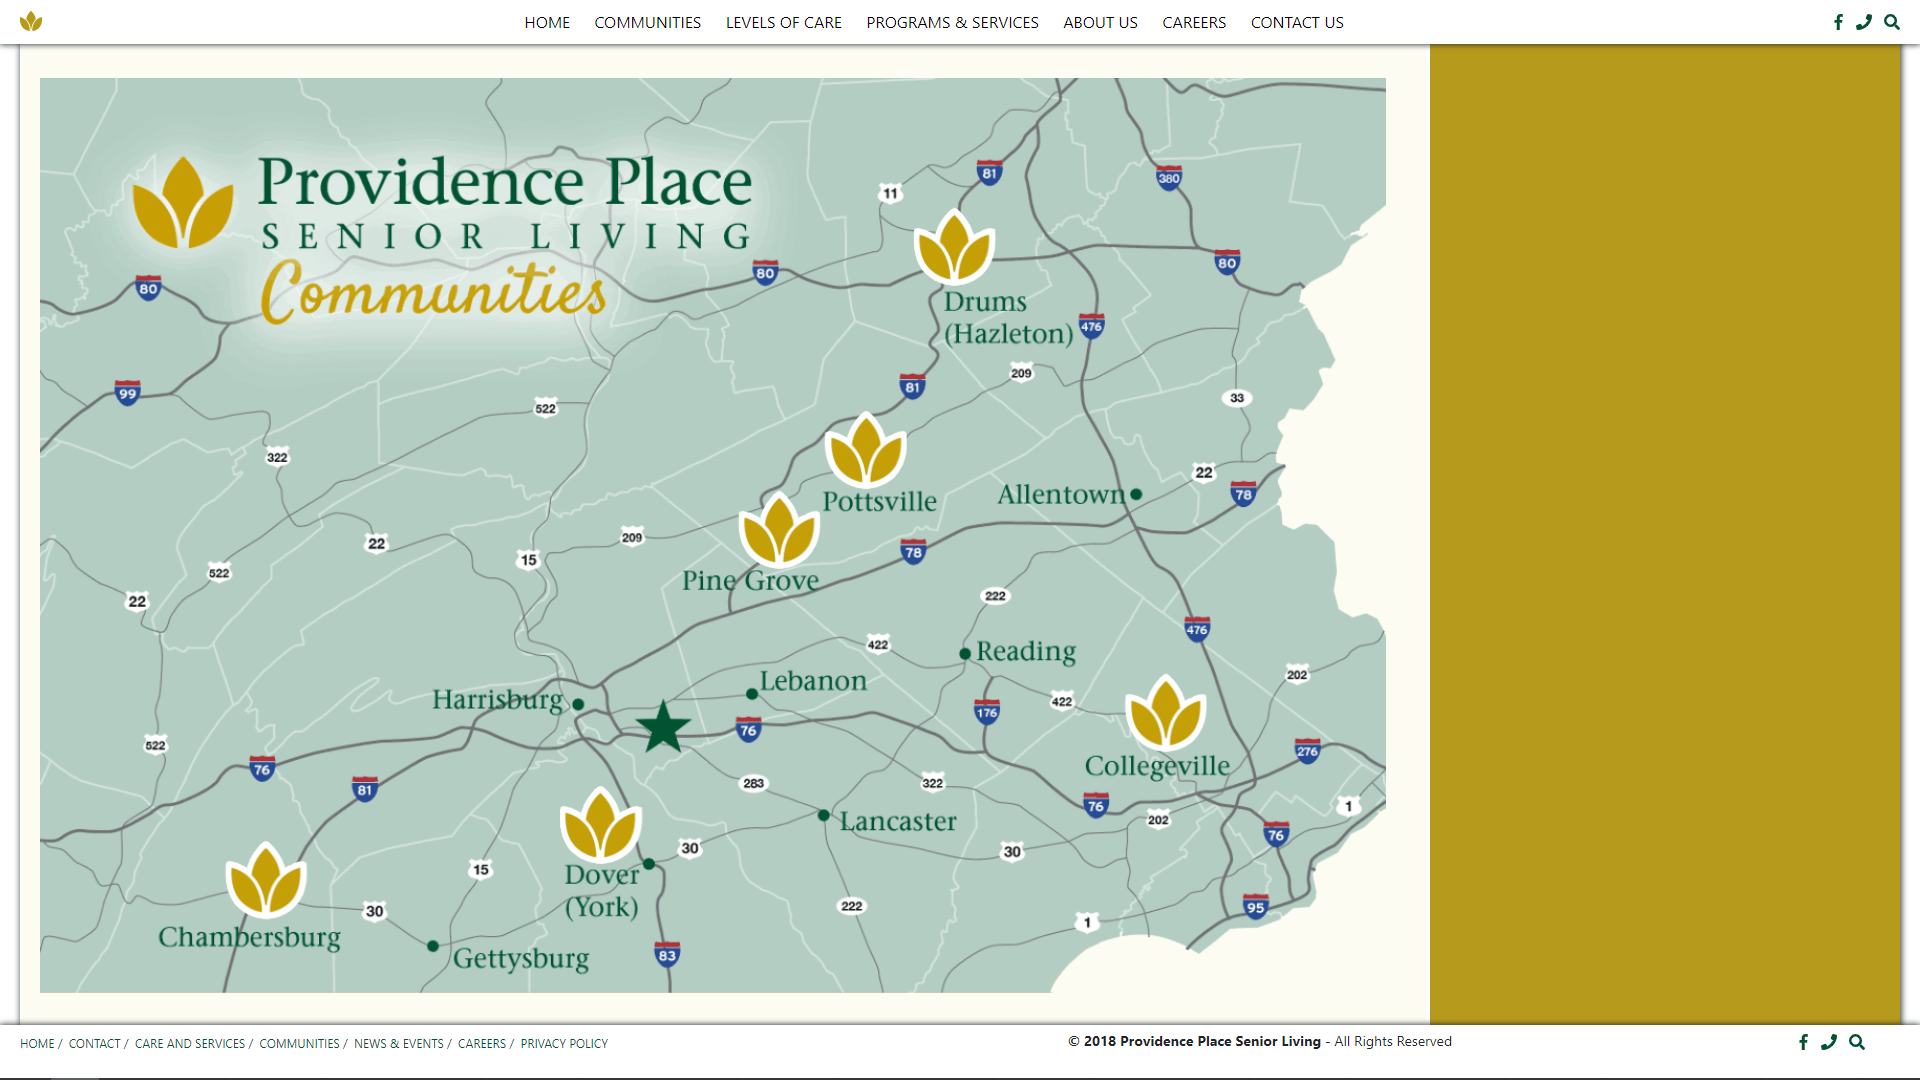 HOME COMMUNITIES LEVELS OF CARE PROGRAMS & SERVICES ABOUT US CAREERS CONTACT US
Providence Place
SENIOR LIVING
Communities
81
380
11
80
80
80
Drums
(Hazleton)
476
209
81
99
33
522
322
22
Pottsville
Allentown
78
209
22
78
15
522
Pine Grove
222
22
476
422
Reading
202
Lebanon
Harrisburg
422
176
76
522
276
Collegeville
76
283
322
81
76
1
202
Lancaster
76
30
30
15
Dover
(York)
222
95
30
1
Chambersburg
Gettysburg
83
HOME / CONTACT / CARE AND SERVICES / COMMUNITIES / NEWS & EVENTS / CAREERS / PRIVACY POLICY
© 2018 Providence Place Senior Living - All Rights Reserved